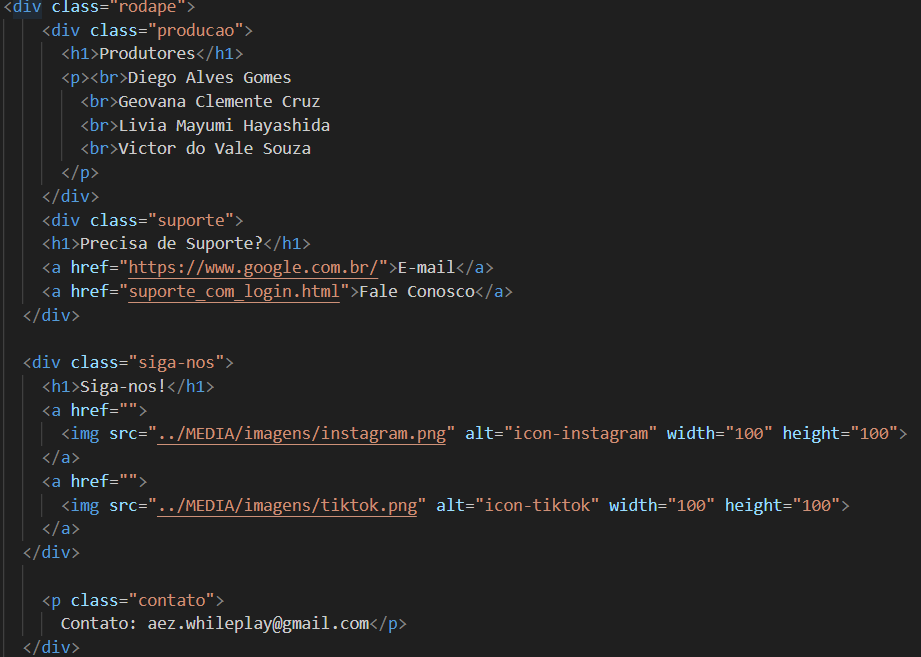 <div class="rodape">
<div class="producao">
<h1>Produtores</h1>
<p><br>Diego Alves Gomes
<br>Geovana Clemente Cruz
<br>Livia Mayumi Hayashida
<br>Victor do Vale Souza
</p>
</div>
<div class="suporte">
<h1>Precisa de Suporte?</h1>
<a href="https://www.google.com.br/">E-mail</a>
<a href="suporte_com_login.html">Fale Conosco</a>
</div>
<div class="siga-nos">
<h1>Siga-nos!</h1>
<a href="">
<img src="../MEDIA/imagens/instagram.png" alt="icon-instagram" width="100" height="100">
</a>
<a href="">
<img src="../MEDIA/imagens/tiktok.png" alt="icon-tiktok" width="100" height="100">
</a>
</div>
<p class="contato">
Contato: aez.whileplay@gmail.com</p>
</div>